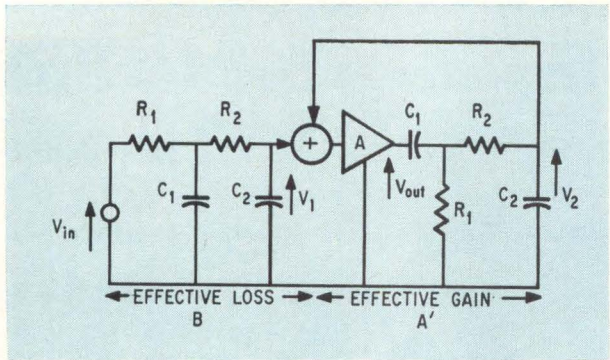 R1
R2
+
A
C1
R2
C1
C2
V1
Vout
R1
C2
V2
Vin
EFFECTIVE LOSS
B
EFFECTIVE GAIN
A'